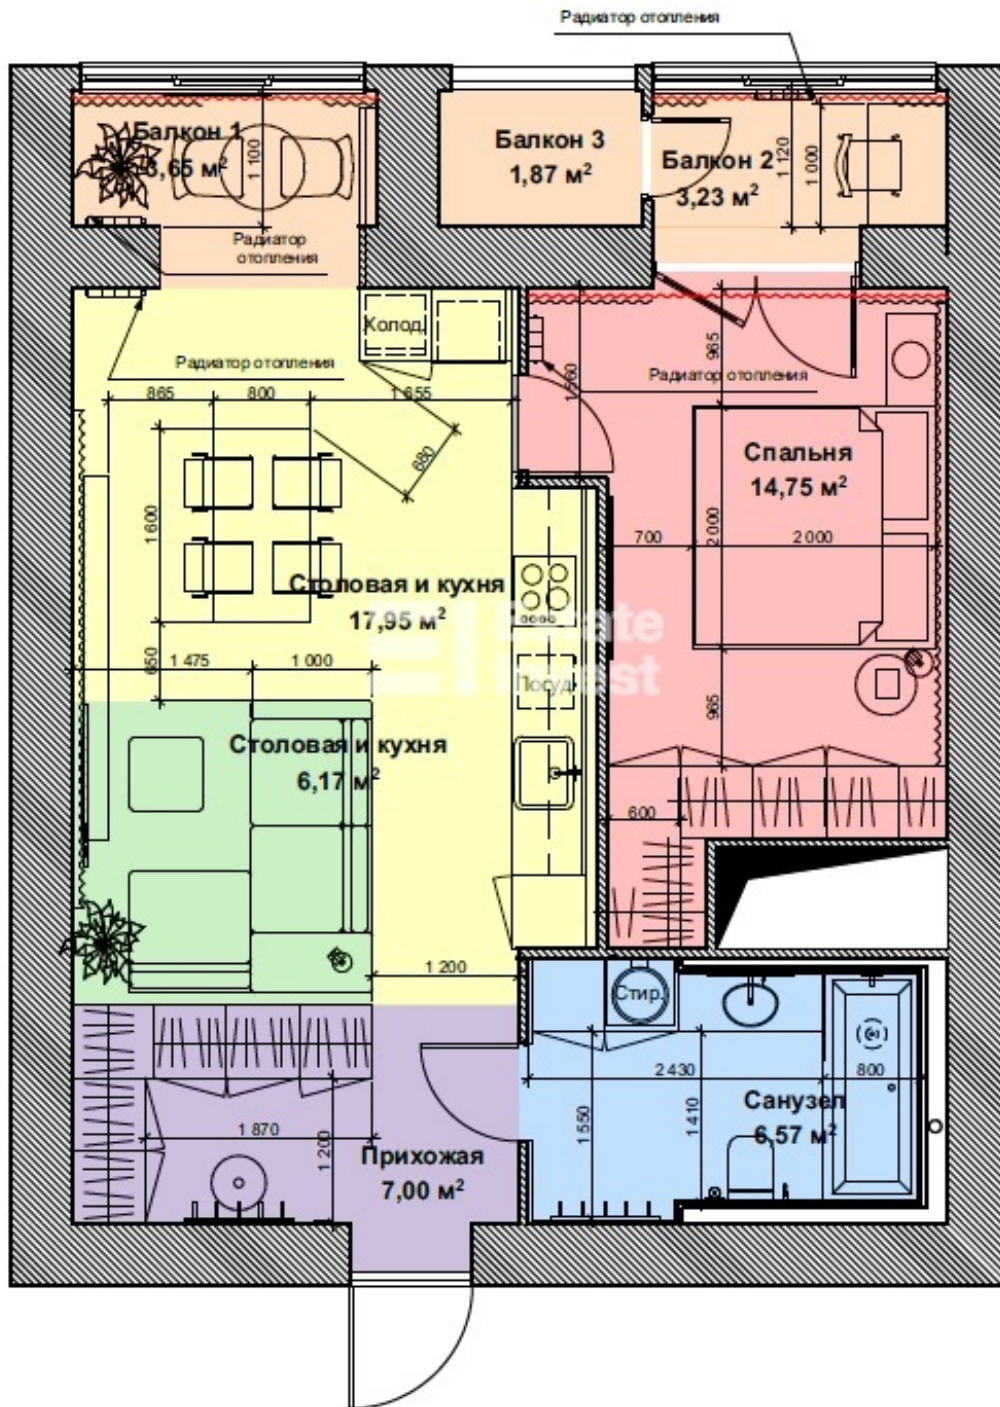 Радиатор отопления
Балкон 1
3,65 м²
1 100
Балкон 3
1,87 м²
Балкон 2
3,23 м²
1 120
1 000
Радиатор
отопления
Холод.
Радиатор отопления
865
800
1 655
680
1 560
965
Радиатор отопления
Спальня
14,75 м²
1 600
700
2 000
2 000
Столовая и кухня
17,95 м²
Estate
Invest
650
1 475
1 000
Посуд.
965
Столовая и кухня
6,17 м²
600
1 200
Стир.
2 430
800
1 550
1 410
Санузел
6,57 м²
1 870
1 200
Прихожая
7,00 м²